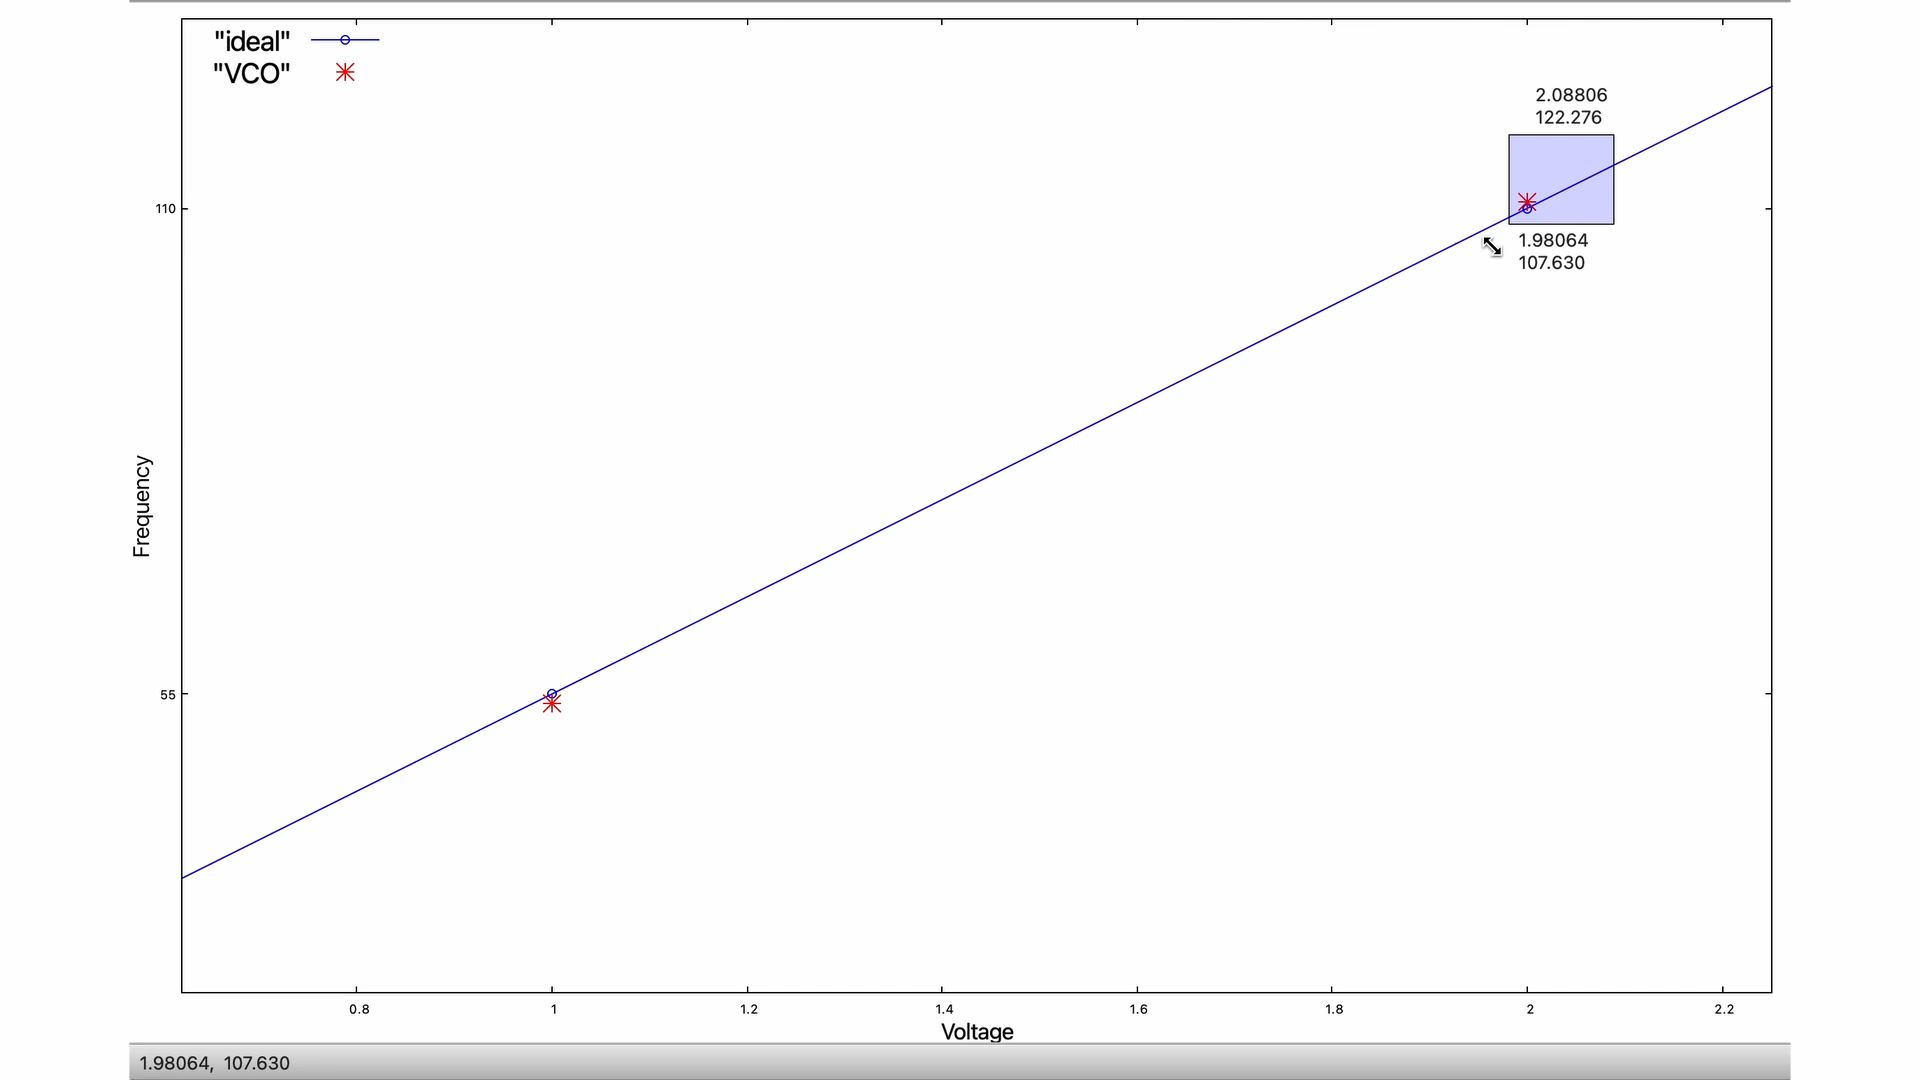 "ideal"
"VCO"
2.08806
122.276
110
1.98064
107.630
Frequency
55
0.8 1 1.2 1.4 1.6 1.8 2 2.2
Voltage
1.98064, 107.630